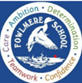 Care • Ambition • Determination
FOWLMERE SCHOOL
Teamwork • Confidence